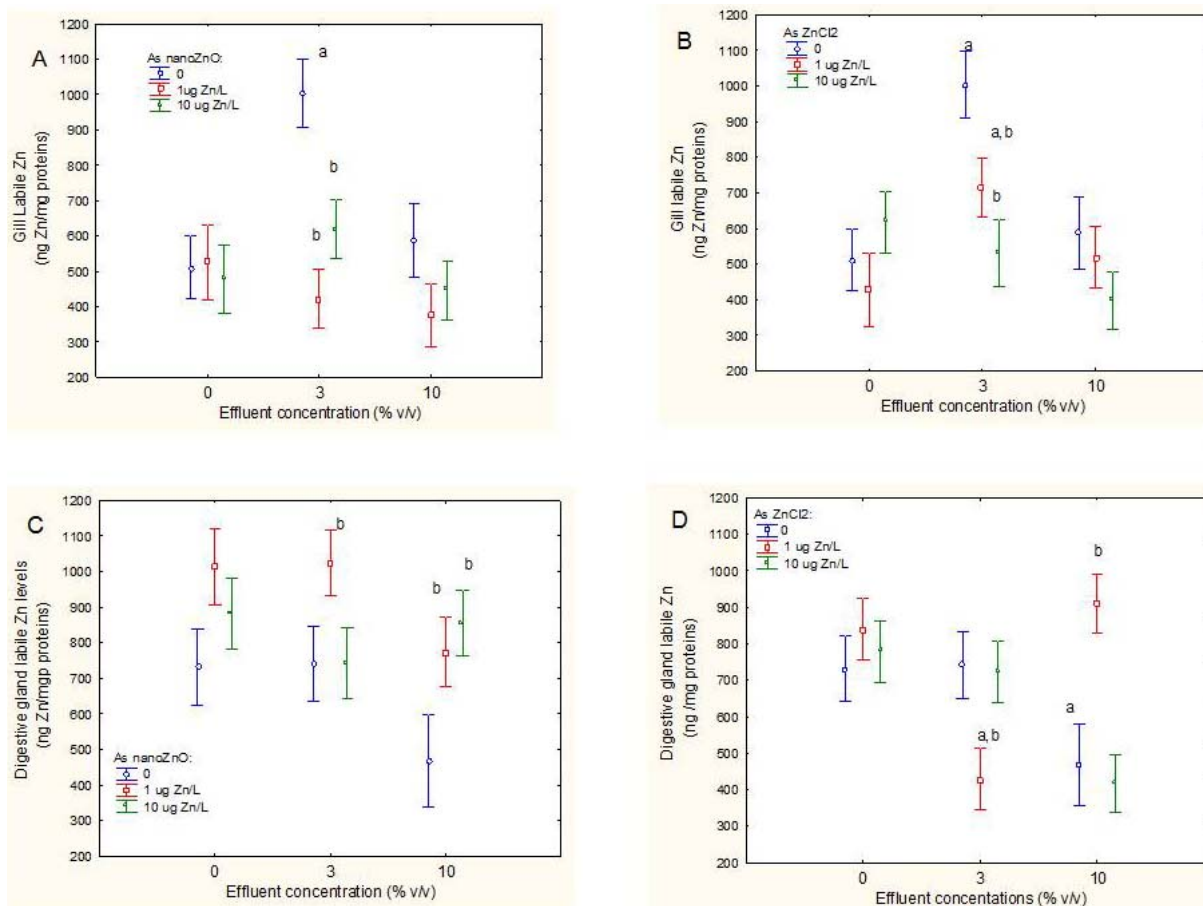 A
As nanoZnO:
0
1ug Zn/L
10 ug Zn/L
Gill Labile Zn
(ng Zn/mg proteins)
1200
1100
1000
900
800
700
600
500
400
300
200
a
b
b
0 3 10
Effluent concentration (% v/v)
B
As ZnCl2
0
1 ug Zn/L
10 ug Zn/L
Gill labile Zn
(ng Zn/mg proteins)
1200
1100
1000
900
800
700
600
500
400
300
200
a
a,b
b
0 3 10
Effluent concentration (% v/v)
C
As nanoZnO:
0
1 ug Zn/L
10 ug Zn/L
Digestive gland labile Zn levels
(ng Zn/mgp proteins)
1200
1100
1000
900
800
700
600
500
400
300
200
b
b
b
0 3 10
Effluent concentration (% v/v)
D
As ZnCl2:
0
1 ug Zn/L
10 ug Zn/L
Digestive gland labile Zn
(ng /mg proteins)
1200
1100
1000
900
800
700
600
500
400
300
200
b
a
a,b
0 3 10
Effluent concentations (% v/v)